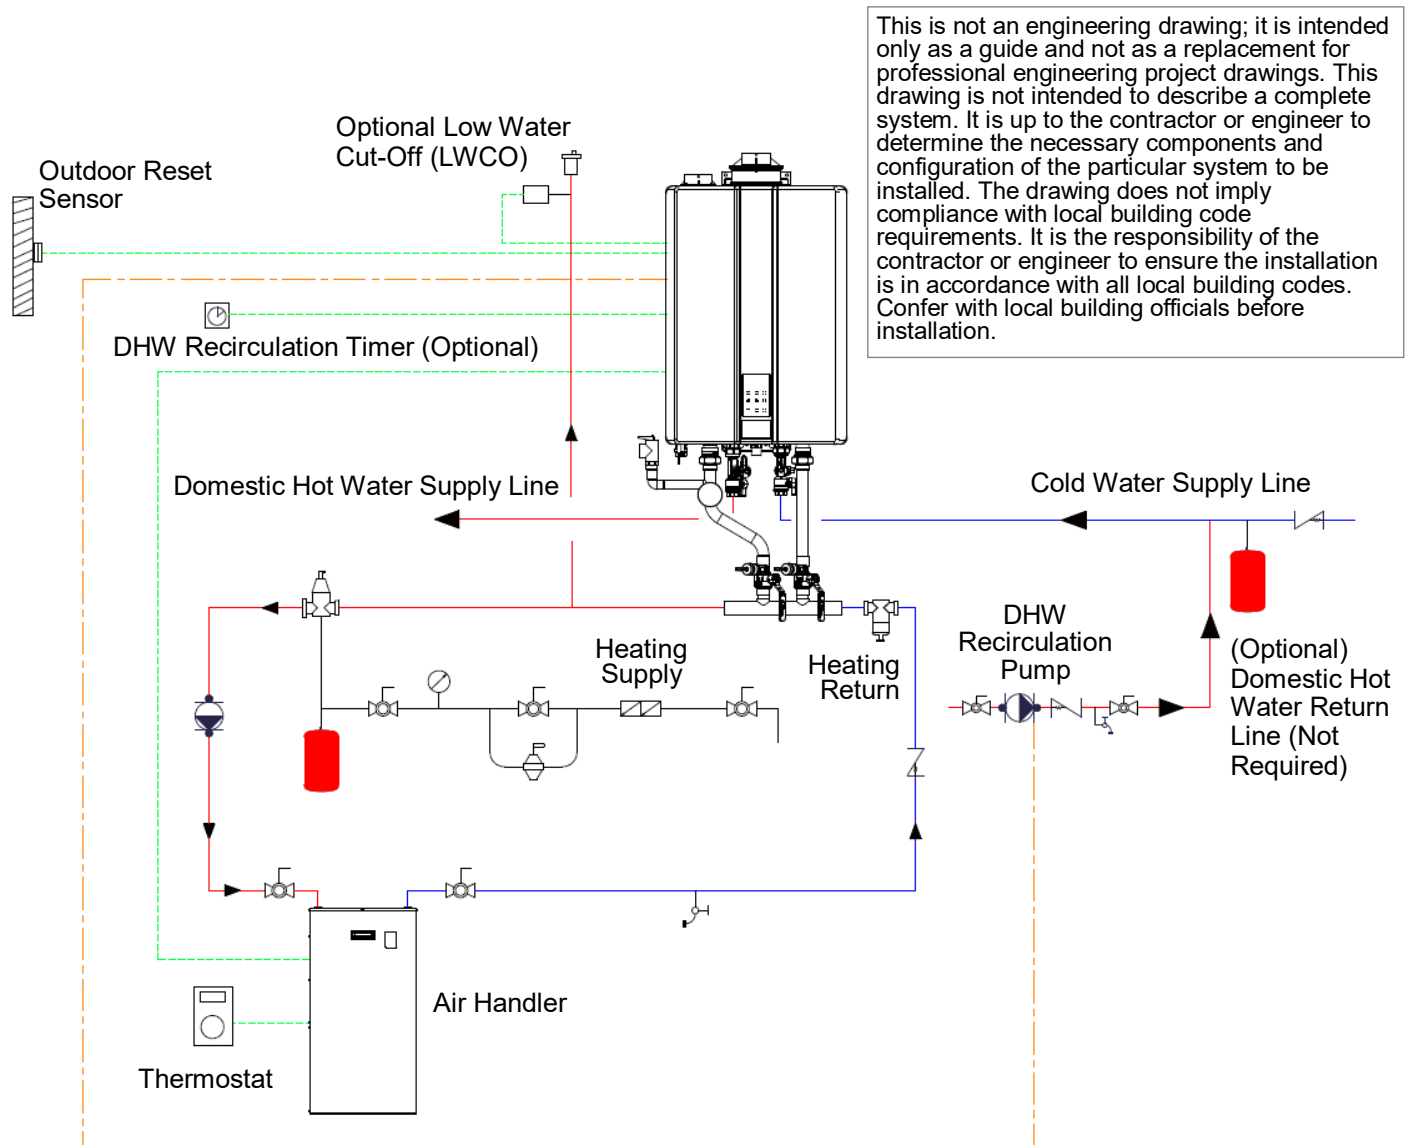 This is not an engineering drawing; it is intended
only as a guide and not as a replacement for
professional engineering project drawings. This
drawing is not intended to describe a complete
system. It is up to the contractor or engineer to
determine the necessary components and
configuration of the particular system to be
installed. The drawing does not imply
compliance with local building code
requirements. It is the responsibility of the
contractor or engineer to ensure the installation
is in accordance with all local building codes.
Confer with local building officials before
installation.
Optional Low Water
Cut-Off (LWCO)
Outdoor Reset
Sensor
DHW Recirculation Timer (Optional)
Domestic Hot Water Supply Line
Cold Water Supply Line
Heating
Supply
Heating
Return
DHW
Recirculation
Pump
(Optional)
Domestic Hot
Water Return
Line (Not
Required)
Air Handler
Thermostat